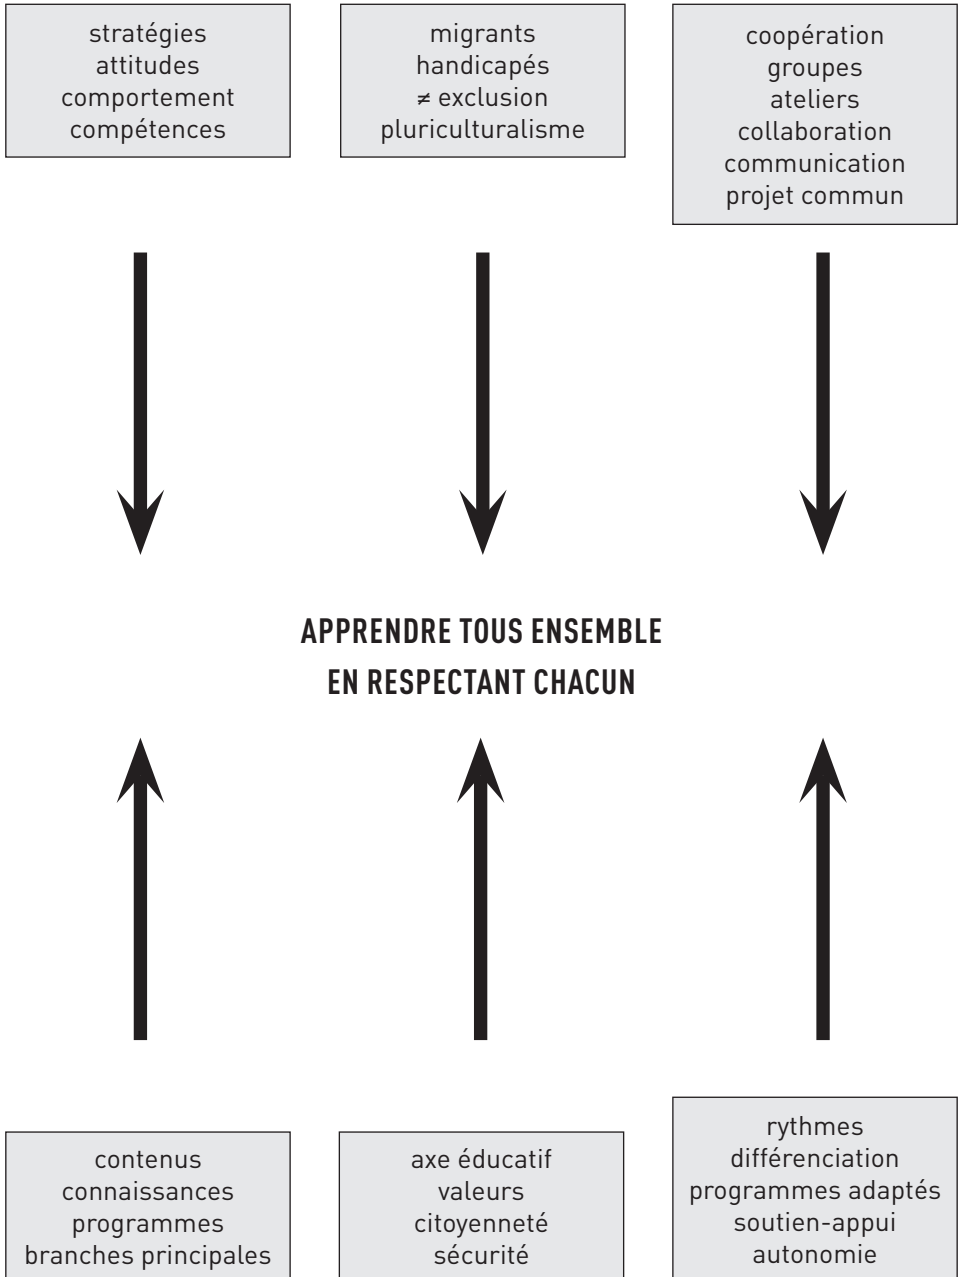 stratégies
attitudes
comportement
compétences
migrants
handicapés
≠ exclusion
pluriculturalisme
coopération
groupes
ateliers
collaboration
communication
projet commun
APPRENDRE TOUS ENSEMBLE
EN RESPECTANT CHACUN
contenus
connaissances
programmes
branches principales
axe éducatif
valeurs
citoyenneté
sécurité
rythmes
différenciation
programmes adaptés
soutien-appui
autonomie